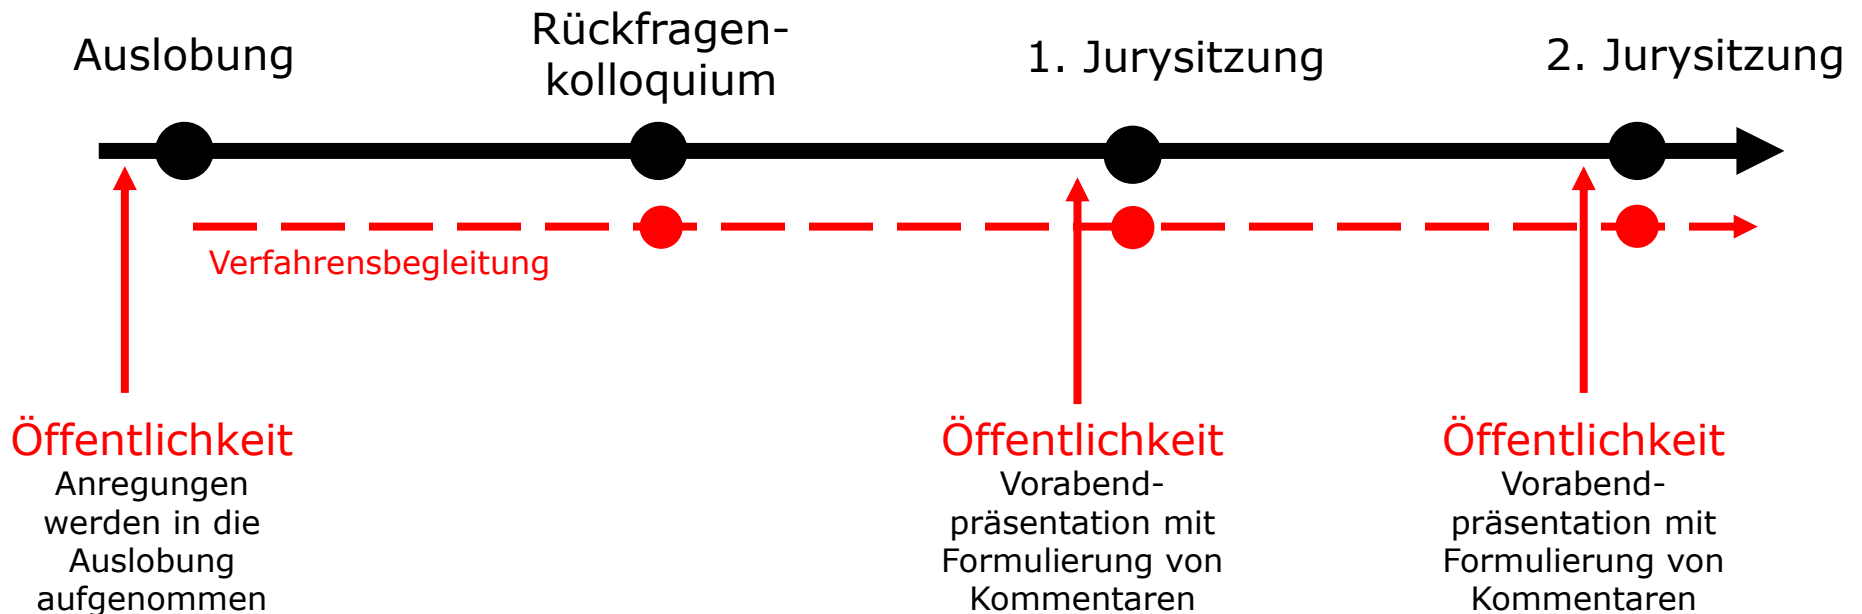 Auslobung
Rückfragen-
kolloquium
1. Jurysitzung
2. Jurysitzung
Verfahrensbegleitung
Öffentlichkeit
Anregungen
werden in die
Auslobung
aufgenommen
Öffentlichkeit
Vorabend-
präsentation mit
Formulierung von
Kommentaren
Öffentlichkeit
Vorabend-
präsentation mit
Formulierung von
Kommentaren